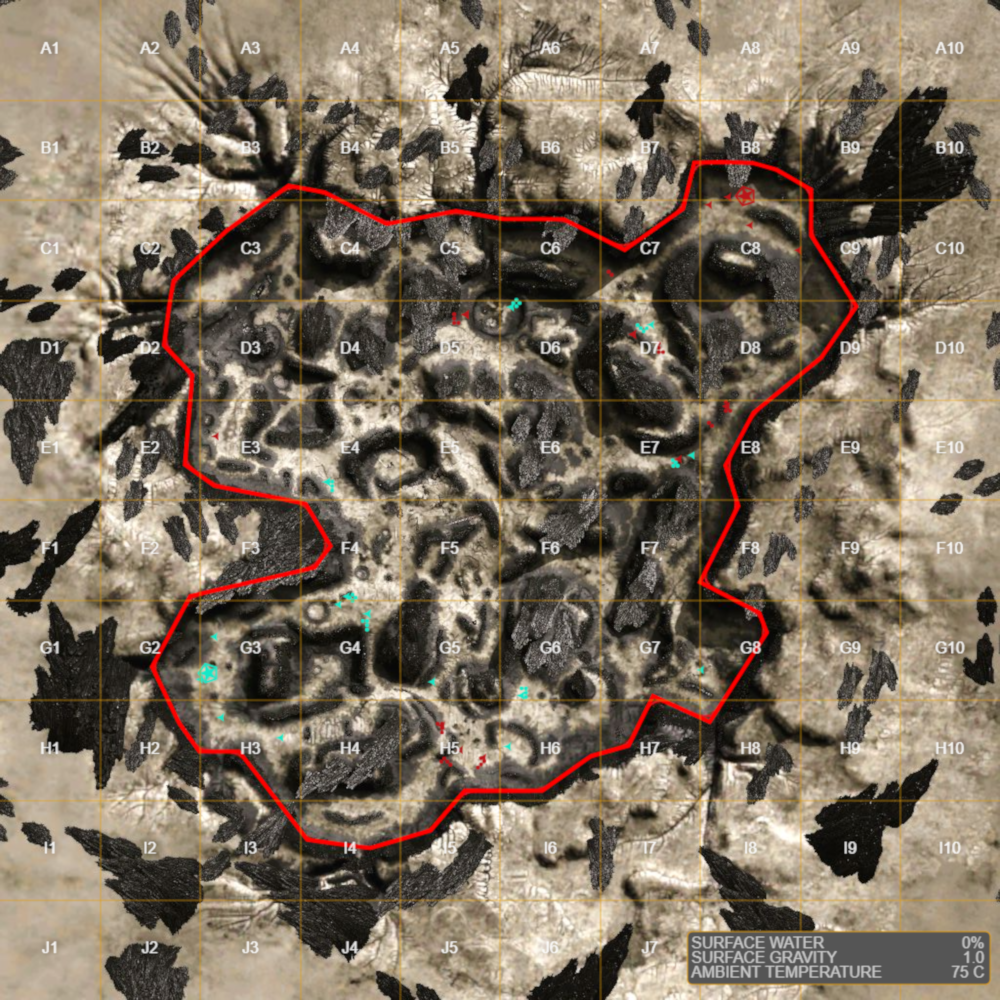 A1 A2 A3 A4 A5 A6 A7 A8 A9 A10
B1 B2 B3 B4 B5 B6 B7 B8 B9 B10
C1 C2 C3 C4 C5 C6 C7 C8 C9 C10
D1 D2 D3 D4 D5 D6 D7 D8 D9 D10
E1 E2 E3 E4 E5 E6 E7 E8 E9 E10
F1 F2 F3 F4 F5 F6 F7 F8 F9 F10
G1 G2 G3 G4 G5 G6 G7 G8 G9 G10
H1 H2 H3 H4 H5 H6 H7 H8 H9 H10
I1 I2 I3 I4 I5 I6 I7 I8 I9 I10
J1 J2 J3 J4 J5 J6 J7
SURFACE WATER 0%
SURFACE GRAVITY 1.0
AMBIENT TEMPERATURE 75 C